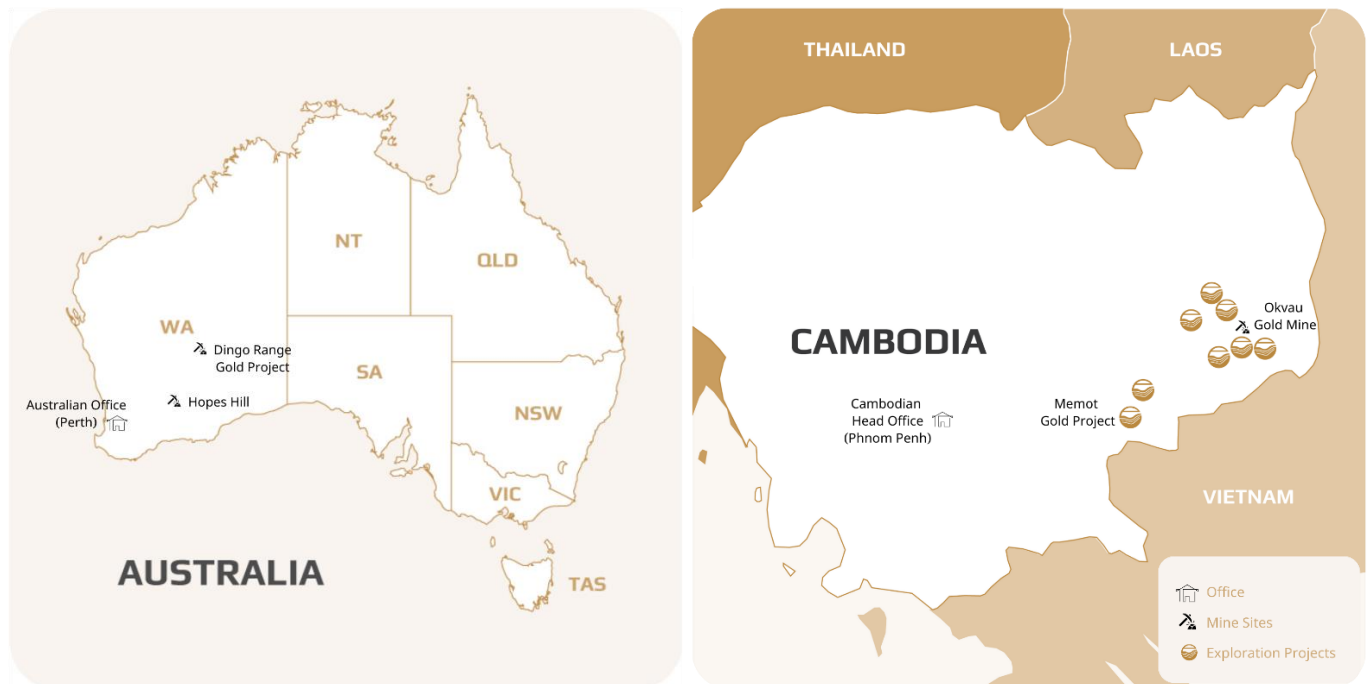 NT
QLD
WA
Dingo Range
Gold Project
SA
Hopes Hill
Australian Office
(Perth)
NSW
VIC
AUSTRALIA
TAS
THAILAND
LAOS
Okvau
Gold Mine
CAMBODIA
Cambodian
Head Office
(Phnom Penh)
Memot
Gold Project
VIETNAM
Office
Mine Sites
Exploration Projects